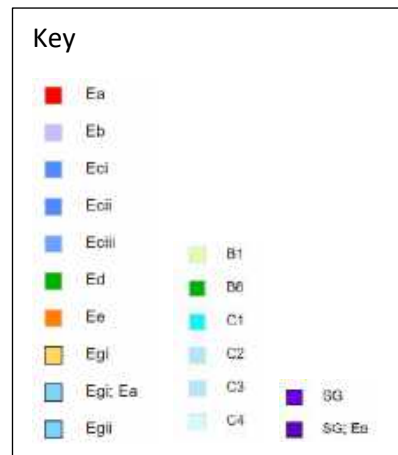 Key
Ea
Eb
Eci
Ecii
Eciii
Ed
Ee
Egi
Egi; Ea
Egii
B1
B6
C1
C2
C3
C4
SG
SG; Ee